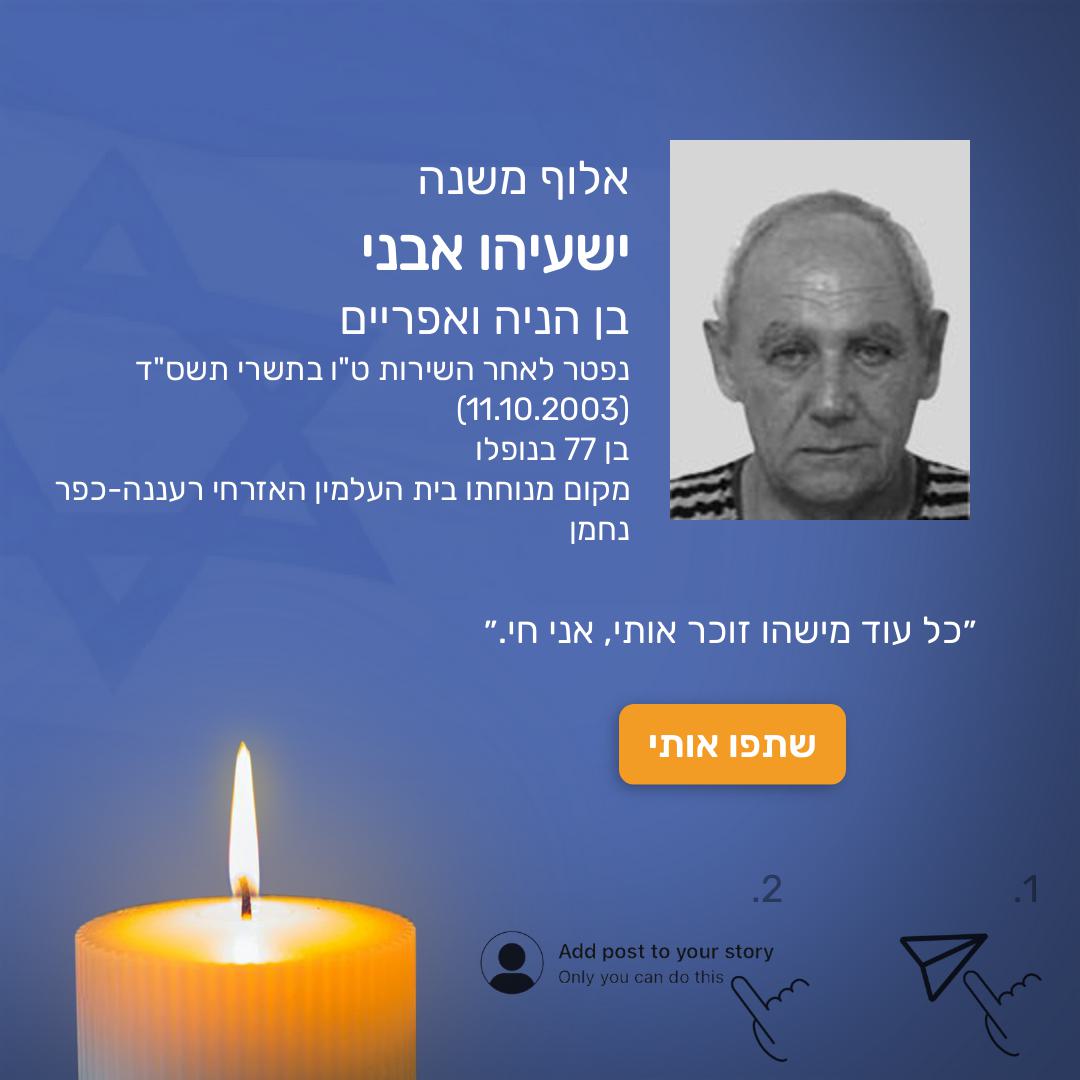 אלוף משנה
ישעיהו אבני
בן הניה ואפריים
נפטר לאחר השירות ט"ו בתשרי תשס"ד
(11.10.2003)
בן 77 בנופלו
מקום מנוחתו בית העלמין האזרחי רעננה-כפר
נחמן
״כל עוד מישהו זוכר אותי, אני חי.״
שתפו אותי
1.
2.
Add post to your story
Only you can do this